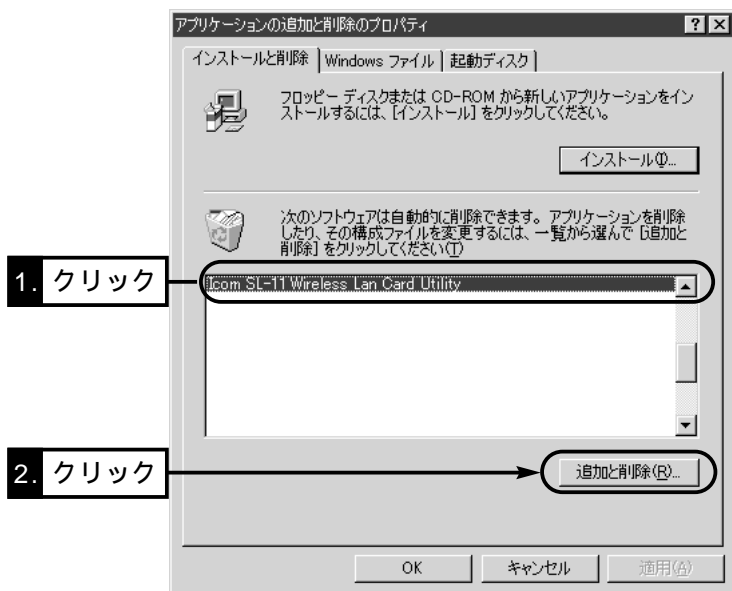 アプリケーションの追加と削除のプロパティ
インストールと削除 Windows ファイル 起動ディスク
フロッピー ディスクまたは CD-ROM から新しいアプリケーションをイン
ストールするには、[インストール] をクリックしてください。
インストール(I)...
次のソフトウェアは自動的に削除できます。アプリケーションを削除
したり、その構成ファイルを変更するには、一覧から選んで [追加と
削除] をクリックしてください(T)
1. クリック
Icom SL-11 Wireless Lan Card Utility
2. クリック
追加と削除(R)...
OK キャンセル 適用(A)